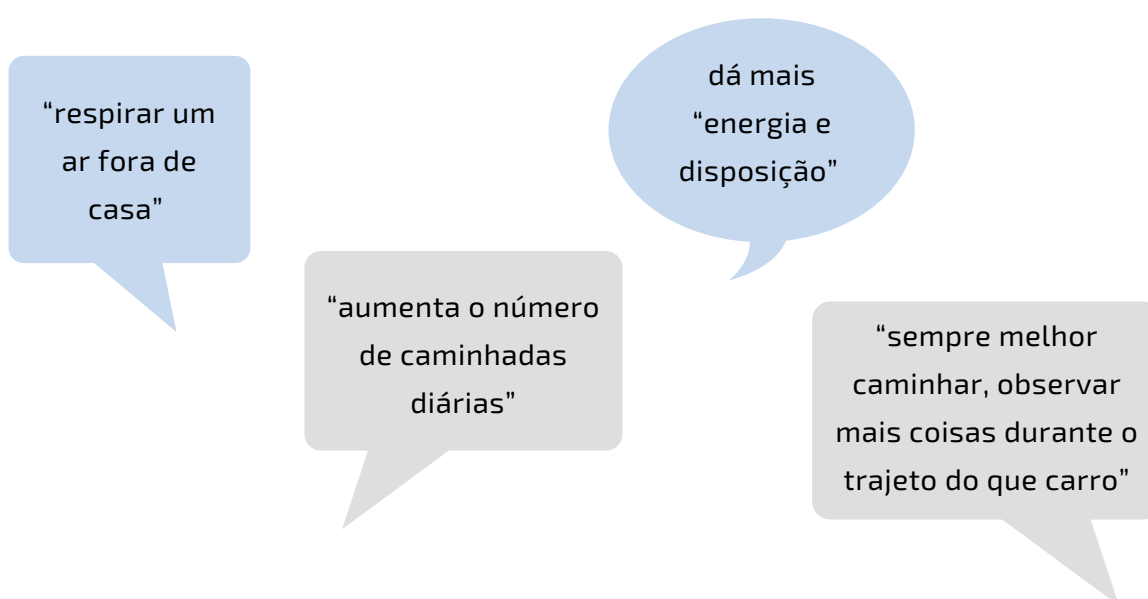 “respirar um
ar fora de
casa”
dá mais
“energia e
disposição”
“aumenta o número
de caminhadas
diárias”
“sempre melhor
caminhar, observar
mais coisas durante o
trajeto do que carro”